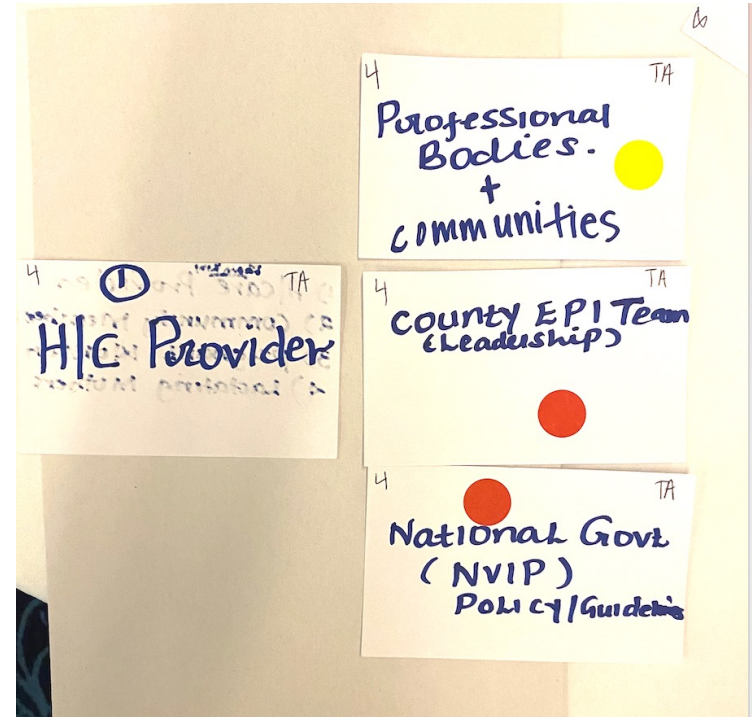 4 TA
Professional
Bodies.
+
communities
4 ① TA
H/C Provider
4 TA
County EPI Team
(Leadership)
4 TA
National Govt
(NVIP)
Policy/Guidelines